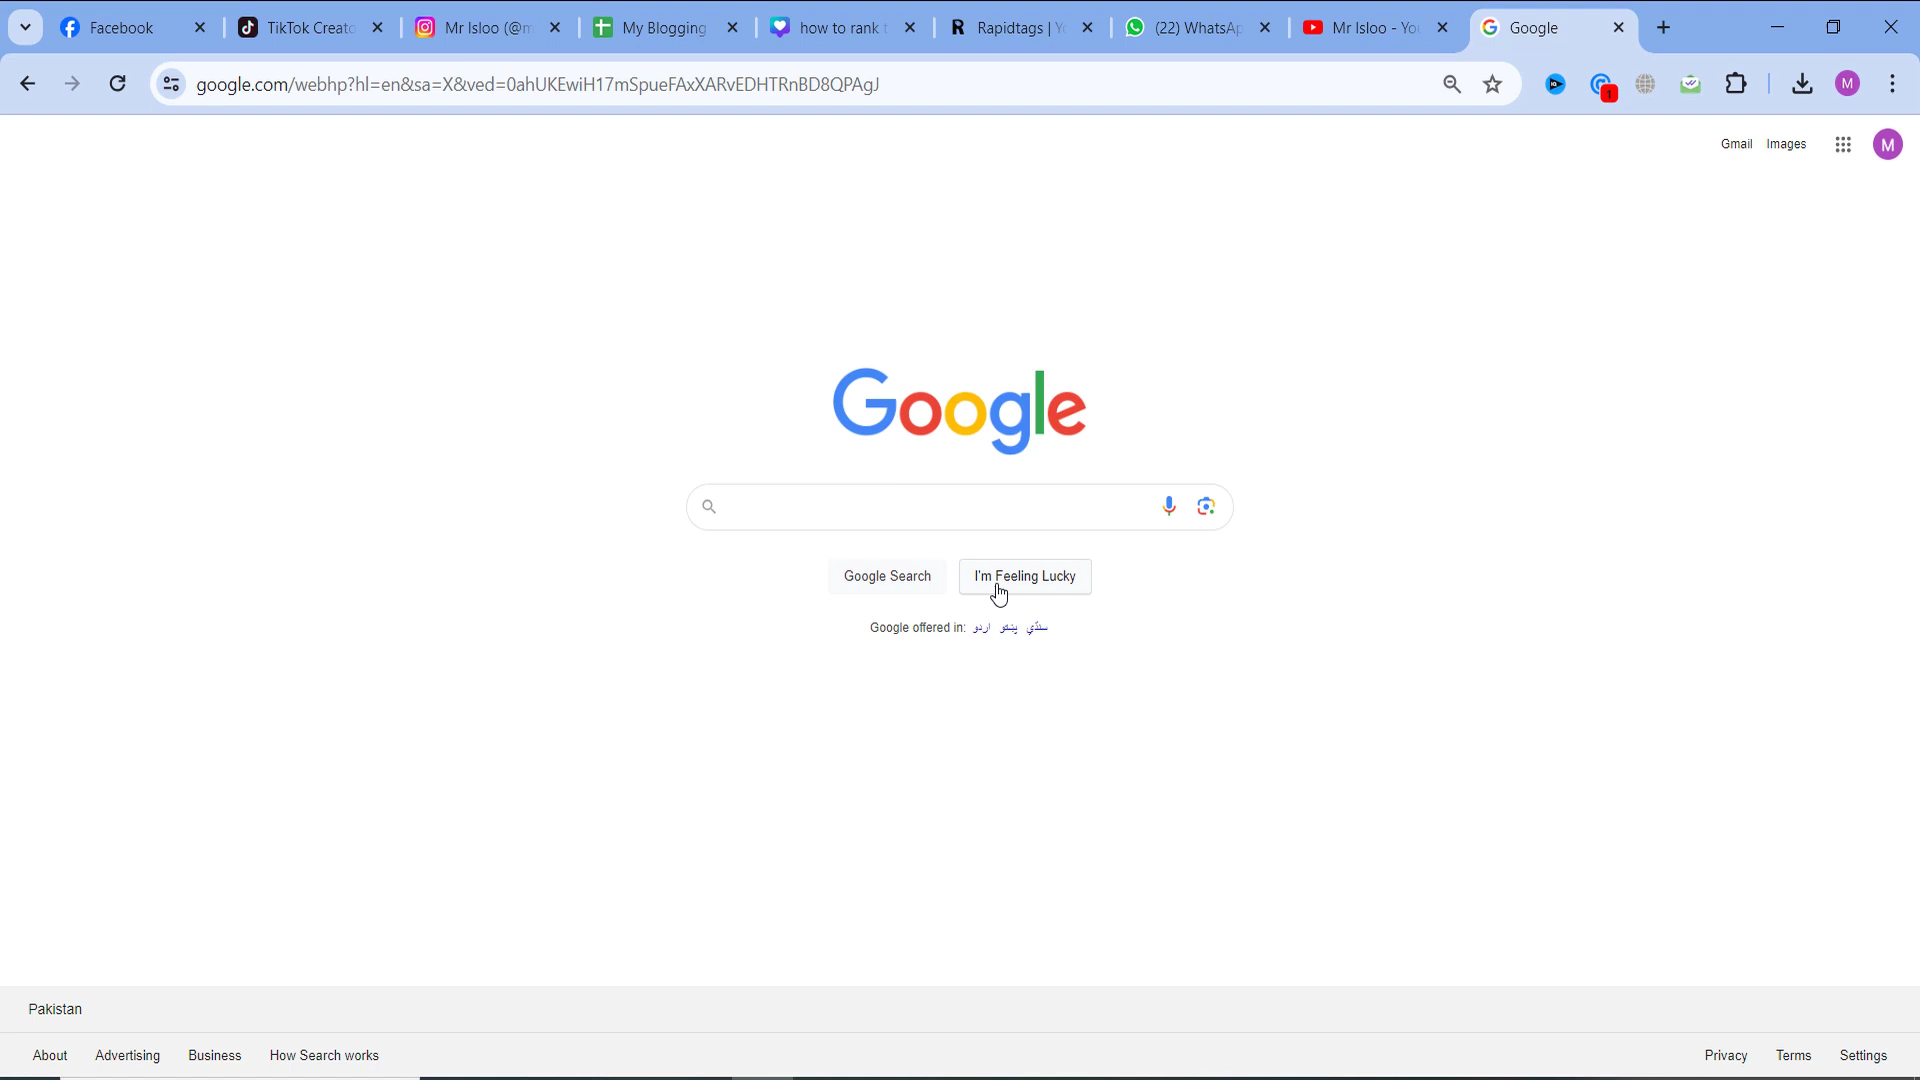 Facebook
TikTok Creato
Mr Isloo (@m
My Blogging
how to rank t
Rapidtags | Yo
(22) WhatsAp
Mr Isloo - You
Google
google.com/webhp?hl=en&sa=X&ved=0ahUKEwiH17mSpueFAxXARvEDHTRnBD8QPAgJ
1
M
Gmail Images
M
Google
Google Search I'm Feeling Lucky
Google offered in: اردو پښتو سنڌي
Pakistan
About Advertising Business How Search works
Privacy Terms Settings